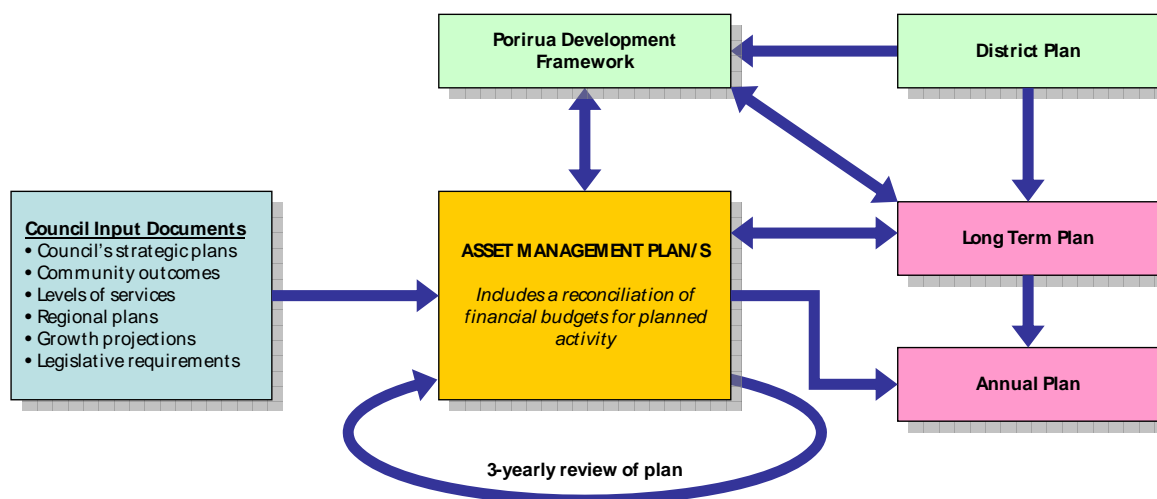 Porirua Development
Framework
District Plan
Council Input Documents
• Council's strategic plans
• Community outcomes
• Levels of services
• Regional plans
• Growth projections
• Legislative requirements
ASSET MANAGEMENT PLAN/S
Includes a reconciliation of
financial budgets for planned
activity
Long Term Plan
Annual Plan
3-yearly review of plan